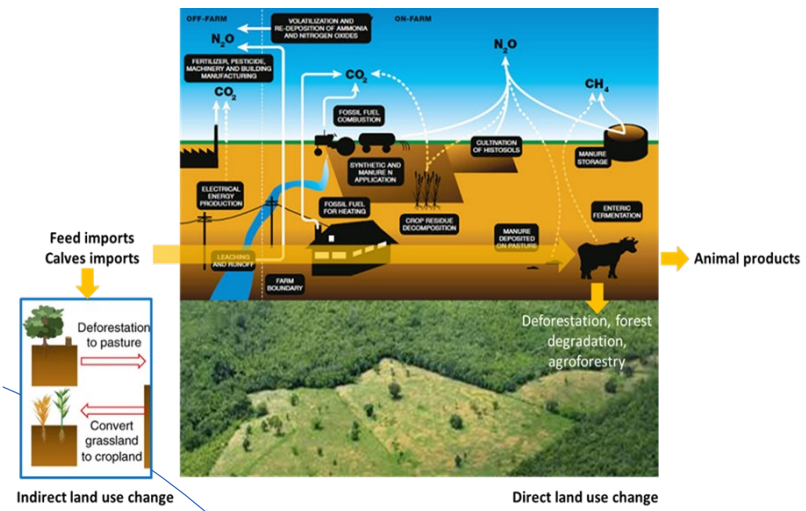 OFF-FARM
VOLATILIZATION AND
RE-DEPOSITION OF AMMONIA
AND NITROGEN OXIDES
ON-FARM
N2O
FERTILIZER, PESTICIDE,
MACHINERY AND BUILDING
MANUFACTURING
CO2
CO2
N2O
CH4
FOSSIL FUEL
COMBUSTION
SYNTHETIC AND
MANURE N
APPLICATION
CULTIVATION
OF HISTOSOLS
MANURE
STORAGE
ELECTRICAL
ENERGY
PRODUCTION
FOSSIL FUEL
FOR HEATING
CROP RESIDUE
DECOMPOSITION
ENTERIC
FERMENTATION
MANURE
DEPOSITED
ON PASTURE
LEACHING
AND RUNOFF
FARM
BOUNDARY
Feed imports
Calves imports
Animal products
Deforestation
to pasture
Convert
grassland
to cropland
Deforestation, forest
degradation,
agroforestry
Indirect land use change
Direct land use change